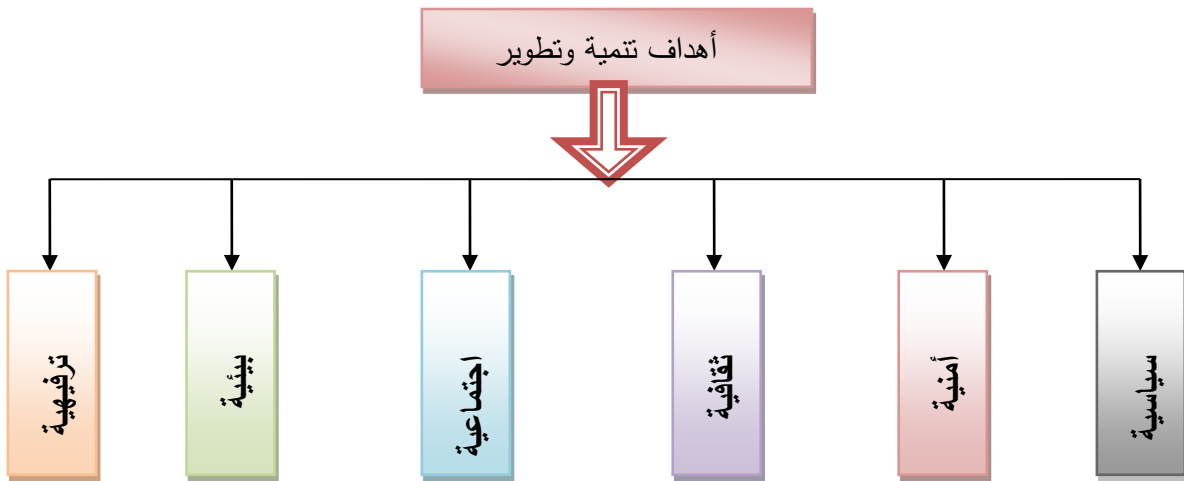 أهداف تنمية وتطوير
سياسية
أمنية
ثقافية
اجتماعية
بيئية
ترفيهية